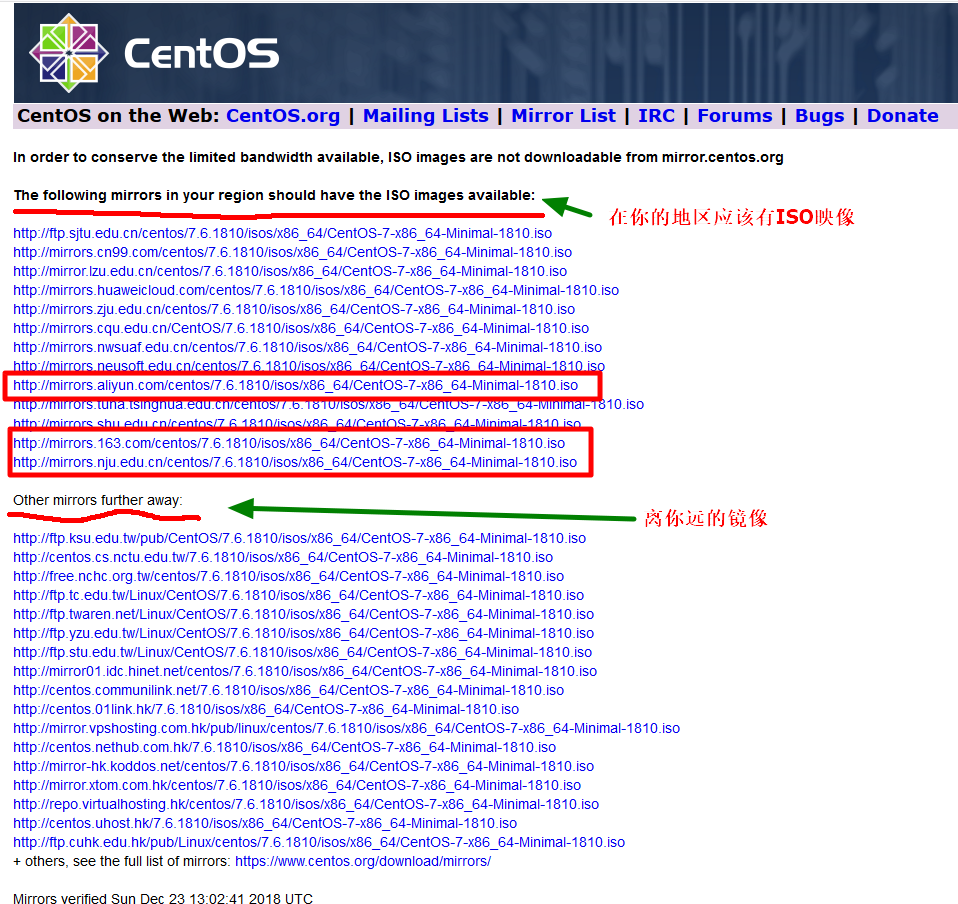 CentOS
CentOS on the Web: CentOS.org | Mailing Lists | Mirror List | IRC | Forums | Bugs | Donate
In order to conserve the limited bandwidth available, ISO images are not downloadable from mirror.centos.org
The following mirrors in your region should have the ISO images available:
在你的地区应该有ISO映像
http://ftp.sjtu.edu.cn/centos/7.6.1810/isos/x86_64/CentOS-7-x86_64-Minimal-1810.iso
http://mirrors.cn99.com/centos/7.6.1810/isos/x86_64/CentOS-7-x86_64-Minimal-1810.iso
http://mirror.lzu.edu.cn/centos/7.6.1810/isos/x86_64/CentOS-7-x86_64-Minimal-1810.iso
http://mirrors.huaweicloud.com/centos/7.6.1810/isos/x86_64/CentOS-7-x86_64-Minimal-1810.iso
http://mirrors.zju.edu.cn/centos/7.6.1810/isos/x86_64/CentOS-7-x86_64-Minimal-1810.iso
http://mirrors.cqu.edu.cn/CentOS/7.6.1810/isos/x86_64/CentOS-7-x86_64-Minimal-1810.iso
http://mirrors.nwsuaf.edu.cn/centos/7.6.1810/isos/x86_64/CentOS-7-x86_64-Minimal-1810.iso
http://mirrors.neusoft.edu.cn/centos/7.6.1810/isos/x86_64/CentOS-7-x86_64-Minimal-1810.iso
http://mirrors.aliyun.com/centos/7.6.1810/isos/x86_64/CentOS-7-x86_64-Minimal-1810.iso
http://mirrors.tuna.tsinghua.edu.cn/centos/7.6.1810/isos/x86_64/CentOS-7-x86_64-Minimal-1810.iso
http://mirrors.shu.edu.cn/centos/7.6.1810/isos/x86_64/CentOS-7-x86_64-Minimal-1810.iso
http://mirrors.163.com/centos/7.6.1810/isos/x86_64/CentOS-7-x86_64-Minimal-1810.iso
http://mirrors.nju.edu.cn/centos/7.6.1810/isos/x86_64/CentOS-7-x86_64-Minimal-1810.iso
Other mirrors further away:
离你远的镜像
http://ftp.ksu.edu.tw/pub/CentOS/7.6.1810/isos/x86_64/CentOS-7-x86_64-Minimal-1810.iso
http://centos.cs.nctu.edu.tw/7.6.1810/isos/x86_64/CentOS-7-x86_64-Minimal-1810.iso
http://free.nchc.org.tw/centos/7.6.1810/isos/x86_64/CentOS-7-x86_64-Minimal-1810.iso
http://ftp.tc.edu.tw/Linux/CentOS/7.6.1810/isos/x86_64/CentOS-7-x86_64-Minimal-1810.iso
http://ftp.twaren.net/Linux/CentOS/7.6.1810/isos/x86_64/CentOS-7-x86_64-Minimal-1810.iso
http://ftp.yzu.edu.tw/Linux/CentOS/7.6.1810/isos/x86_64/CentOS-7-x86_64-Minimal-1810.iso
http://ftp.stu.edu.tw/Linux/CentOS/7.6.1810/isos/x86_64/CentOS-7-x86_64-Minimal-1810.iso
http://mirror01.idc.hinet.net/centos/7.6.1810/isos/x86_64/CentOS-7-x86_64-Minimal-1810.iso
http://centos.communilink.net/7.6.1810/isos/x86_64/CentOS-7-x86_64-Minimal-1810.iso
http://centos.01link.hk/7.6.1810/isos/x86_64/CentOS-7-x86_64-Minimal-1810.iso
http://mirror.vpshosting.com.hk/pub/linux/centos/7.6.1810/isos/x86_64/CentOS-7-x86_64-Minimal-1810.iso
http://centos.nethub.com.hk/7.6.1810/isos/x86_64/CentOS-7-x86_64-Minimal-1810.iso
http://mirror-hk.koddos.net/centos/7.6.1810/isos/x86_64/CentOS-7-x86_64-Minimal-1810.iso
http://mirror.xtom.com.hk/centos/7.6.1810/isos/x86_64/CentOS-7-x86_64-Minimal-1810.iso
http://repo.virtualhosting.hk/centos/7.6.1810/isos/x86_64/CentOS-7-x86_64-Minimal-1810.iso
http://centos.uhost.hk/7.6.1810/isos/x86_64/CentOS-7-x86_64-Minimal-1810.iso
http://ftp.cuhk.edu.hk/pub/Linux/centos/7.6.1810/isos/x86_64/CentOS-7-x86_64-Minimal-1810.iso
+ others, see the full list of mirrors: https://www.centos.org/download/mirrors/
Mirrors verified Sun Dec 23 13:02:41 2018 UTC